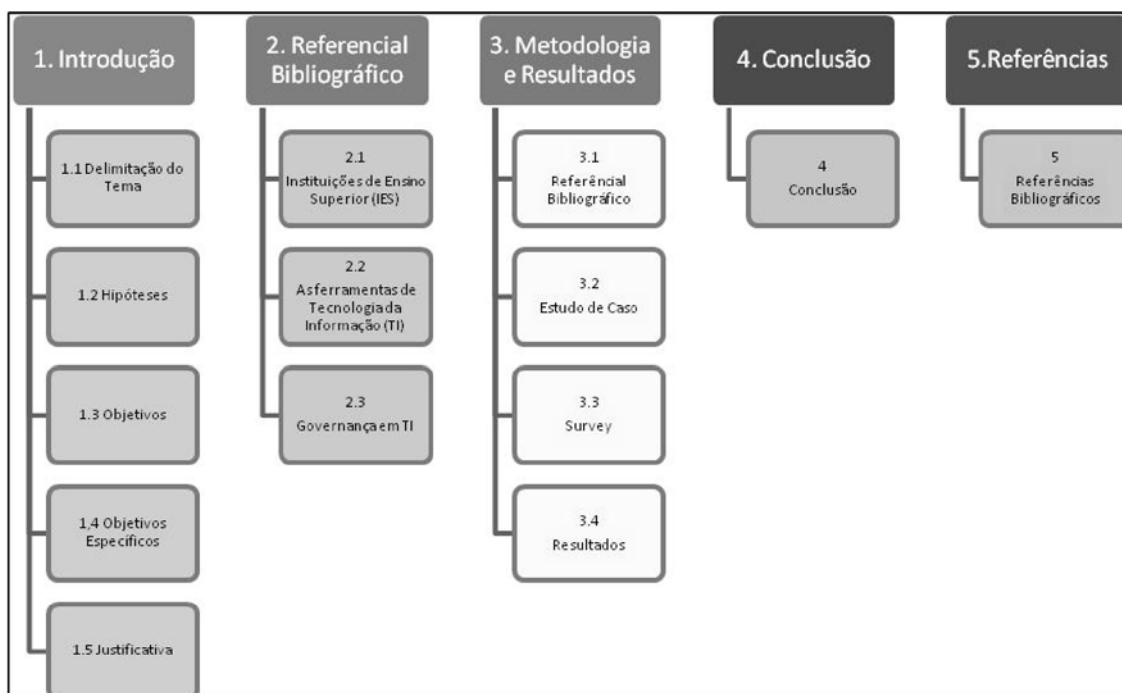 1. Introdução
1.1 Delimitação do
Tema
1.2 Hipóteses
1.3 Objetivos
1,4 Objetivos
Específicos
1.5 Justificativa
2. Referencial
Bibliográfico
2.1
Instituições de Ensino
Superior (IES)
2.2
As ferramentas de
Tecnologia da
Informação (TI)
2.3
Governança em TI
3. Metodologia
e Resultados
3.1
Referêncial
Bibliográfico
3.2
Estudo de Caso
3.3
Survey
3.4
Resultados
4. Conclusão
4
Conclusão
5.Referências
5
Referências
Bibliográficos